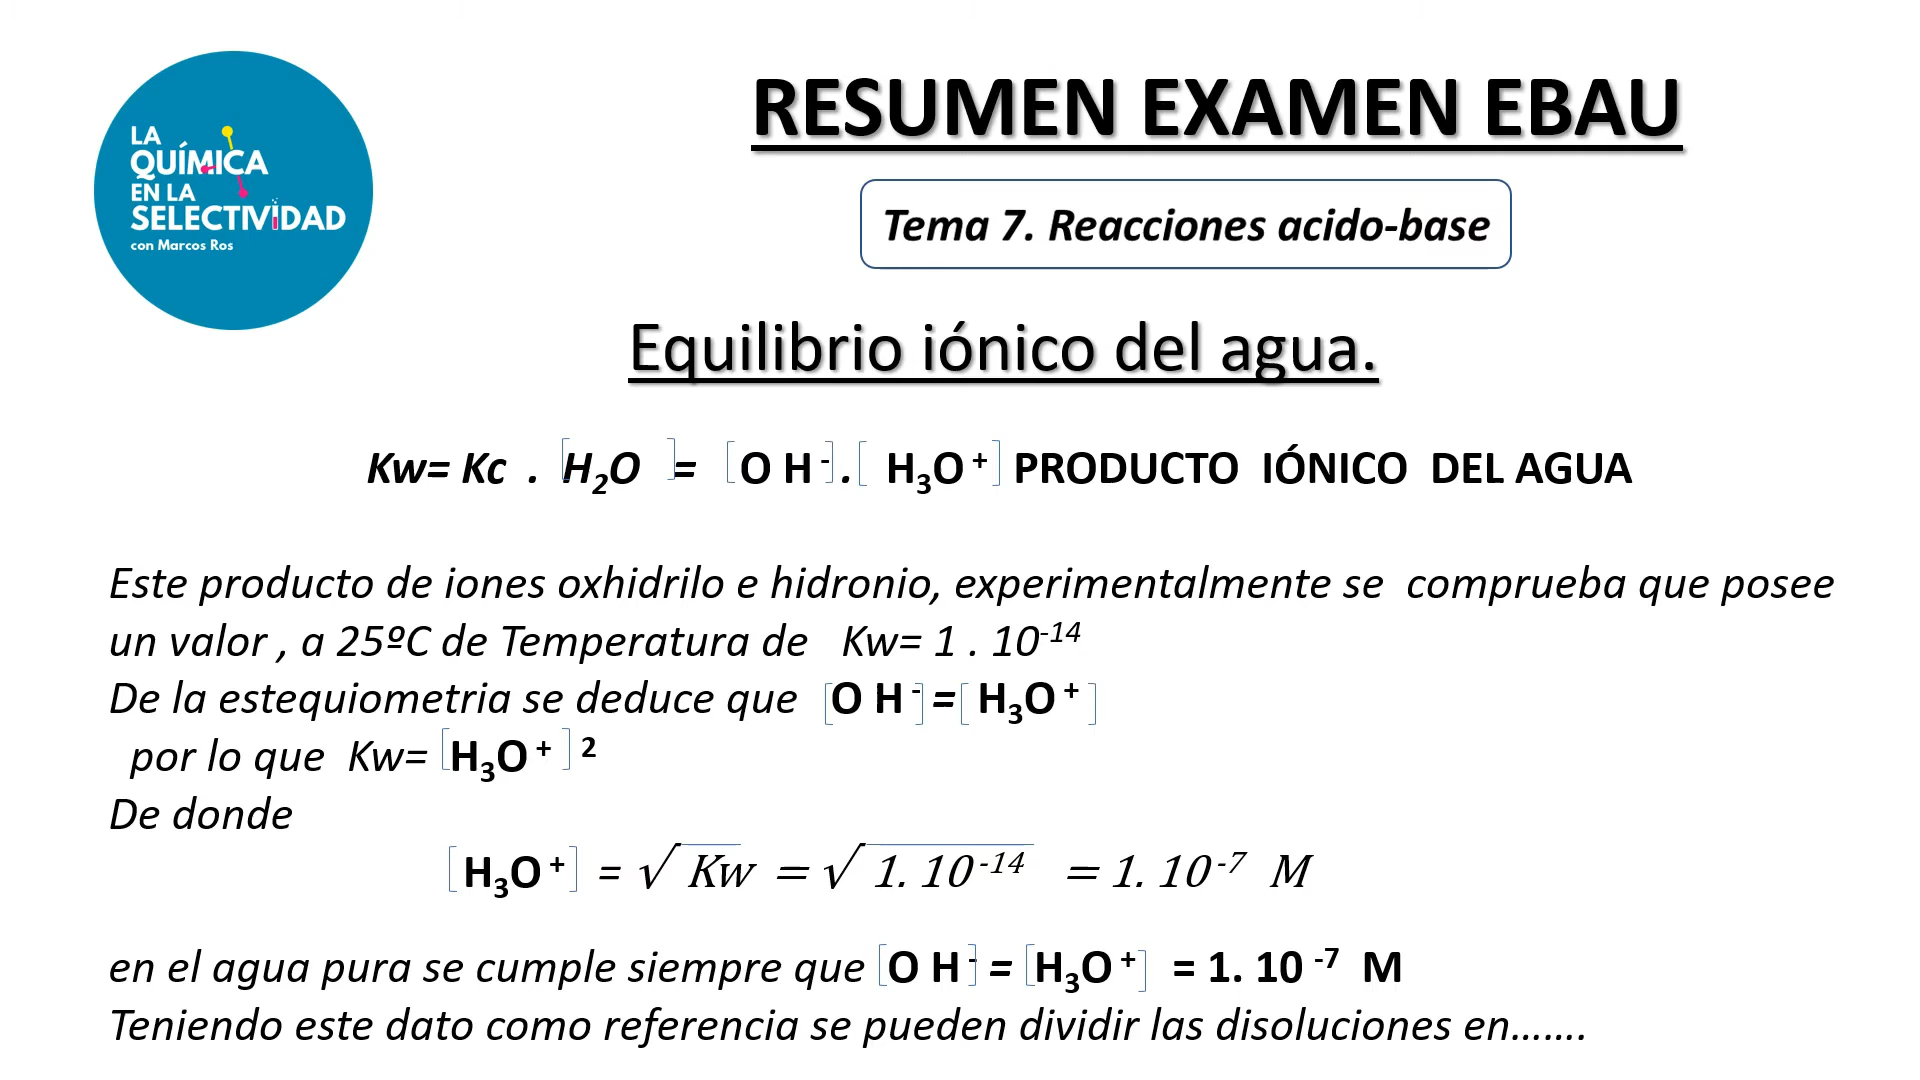 LA
QUÍMICA
EN LA
SELECTIVIDAD
con Marcos Ros
RESUMEN EXAMEN EBAU
Tema 7. Reacciones acido-base
Equilibrio iónico del agua.
Kw= Kc . [H₂O ]= [O H⁻].[ H₃O⁺] PRODUCTO IÓNICO DEL AGUA
Este producto de iones oxhidrilo e hidronio, experimentalmente se comprueba que posee
un valor , a 25ºC de Temperatura de Kw= 1 . 10⁻¹⁴
De la estequiometria se deduce que [O H⁻]=[ H₃O⁺]
por lo que Kw= [H₃O⁺]²
De donde
[H₃O⁺] = √Kw = √1. 10⁻¹⁴ = 1. 10⁻⁷ M
en el agua pura se cumple siempre que [O H⁻] = [H₃O⁺] = 1. 10⁻⁷ M
Teniendo este dato como referencia se pueden dividir las disoluciones en.......